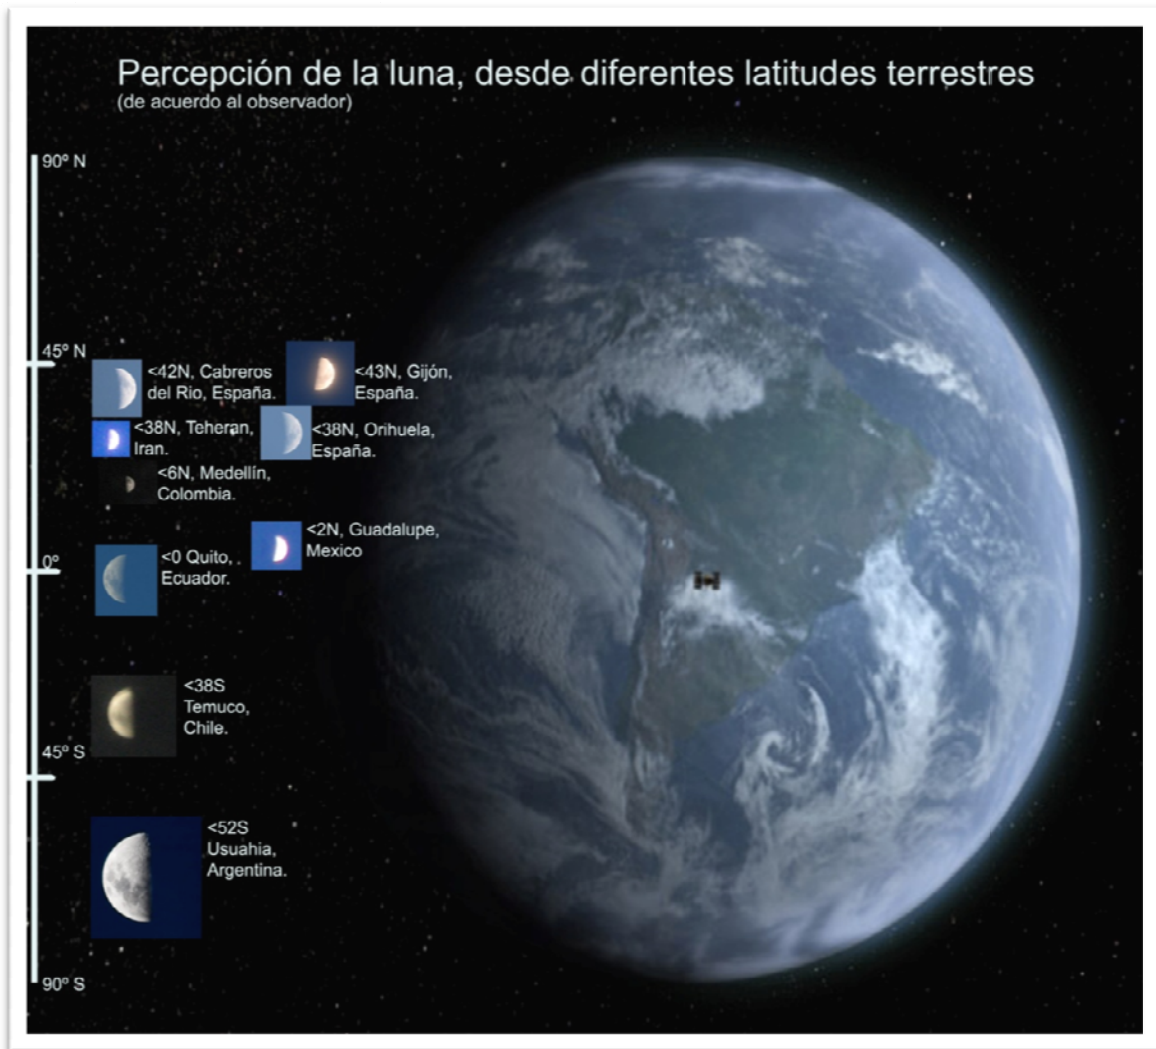 Percepción de la luna, desde diferentes latitudes terrestres
(de acuerdo al observador)
90º N
45º N
<42N, Cabreros
del Rio, España.
<43N, Gijón,
España.
<38N, Teheran,
Iran.
<38N, Orihuela,
España.
<6N, Medellín,
Colombia.
<2N, Guadalupe,
Mexico
0º
<0 Quito, .
Ecuador.
<38S
Temuco,
Chile.
45º S
<52S
Usuahia,
Argentina.
90º S